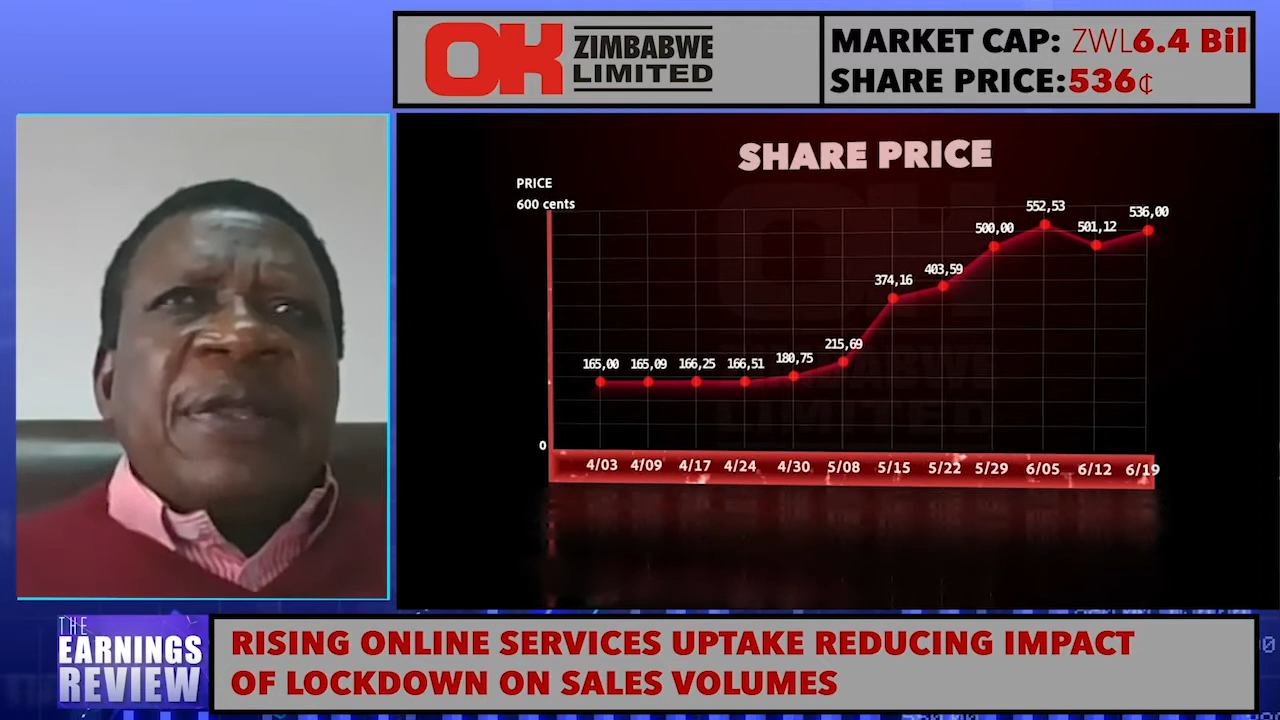 OK ZIMBABWE
LIMITED
MARKET CAP: ZWL6.4 Bil
SHARE PRICE:536¢
SHARE PRICE
PRICE
600 cents
552,53
536,00
500,00
501,12
403,59
374,16
215,69
180,75
165,00 165,09 166,25 166,51
0
4/03 4/09 4/17 4/24 4/30 5/08 5/15 5/22 5/29 6/05 6/12 6/19
THE
EARNINGS
REVIEW
RISING ONLINE SERVICES UPTAKE REDUCING IMPACT
OF LOCKDOWN ON SALES VOLUMES